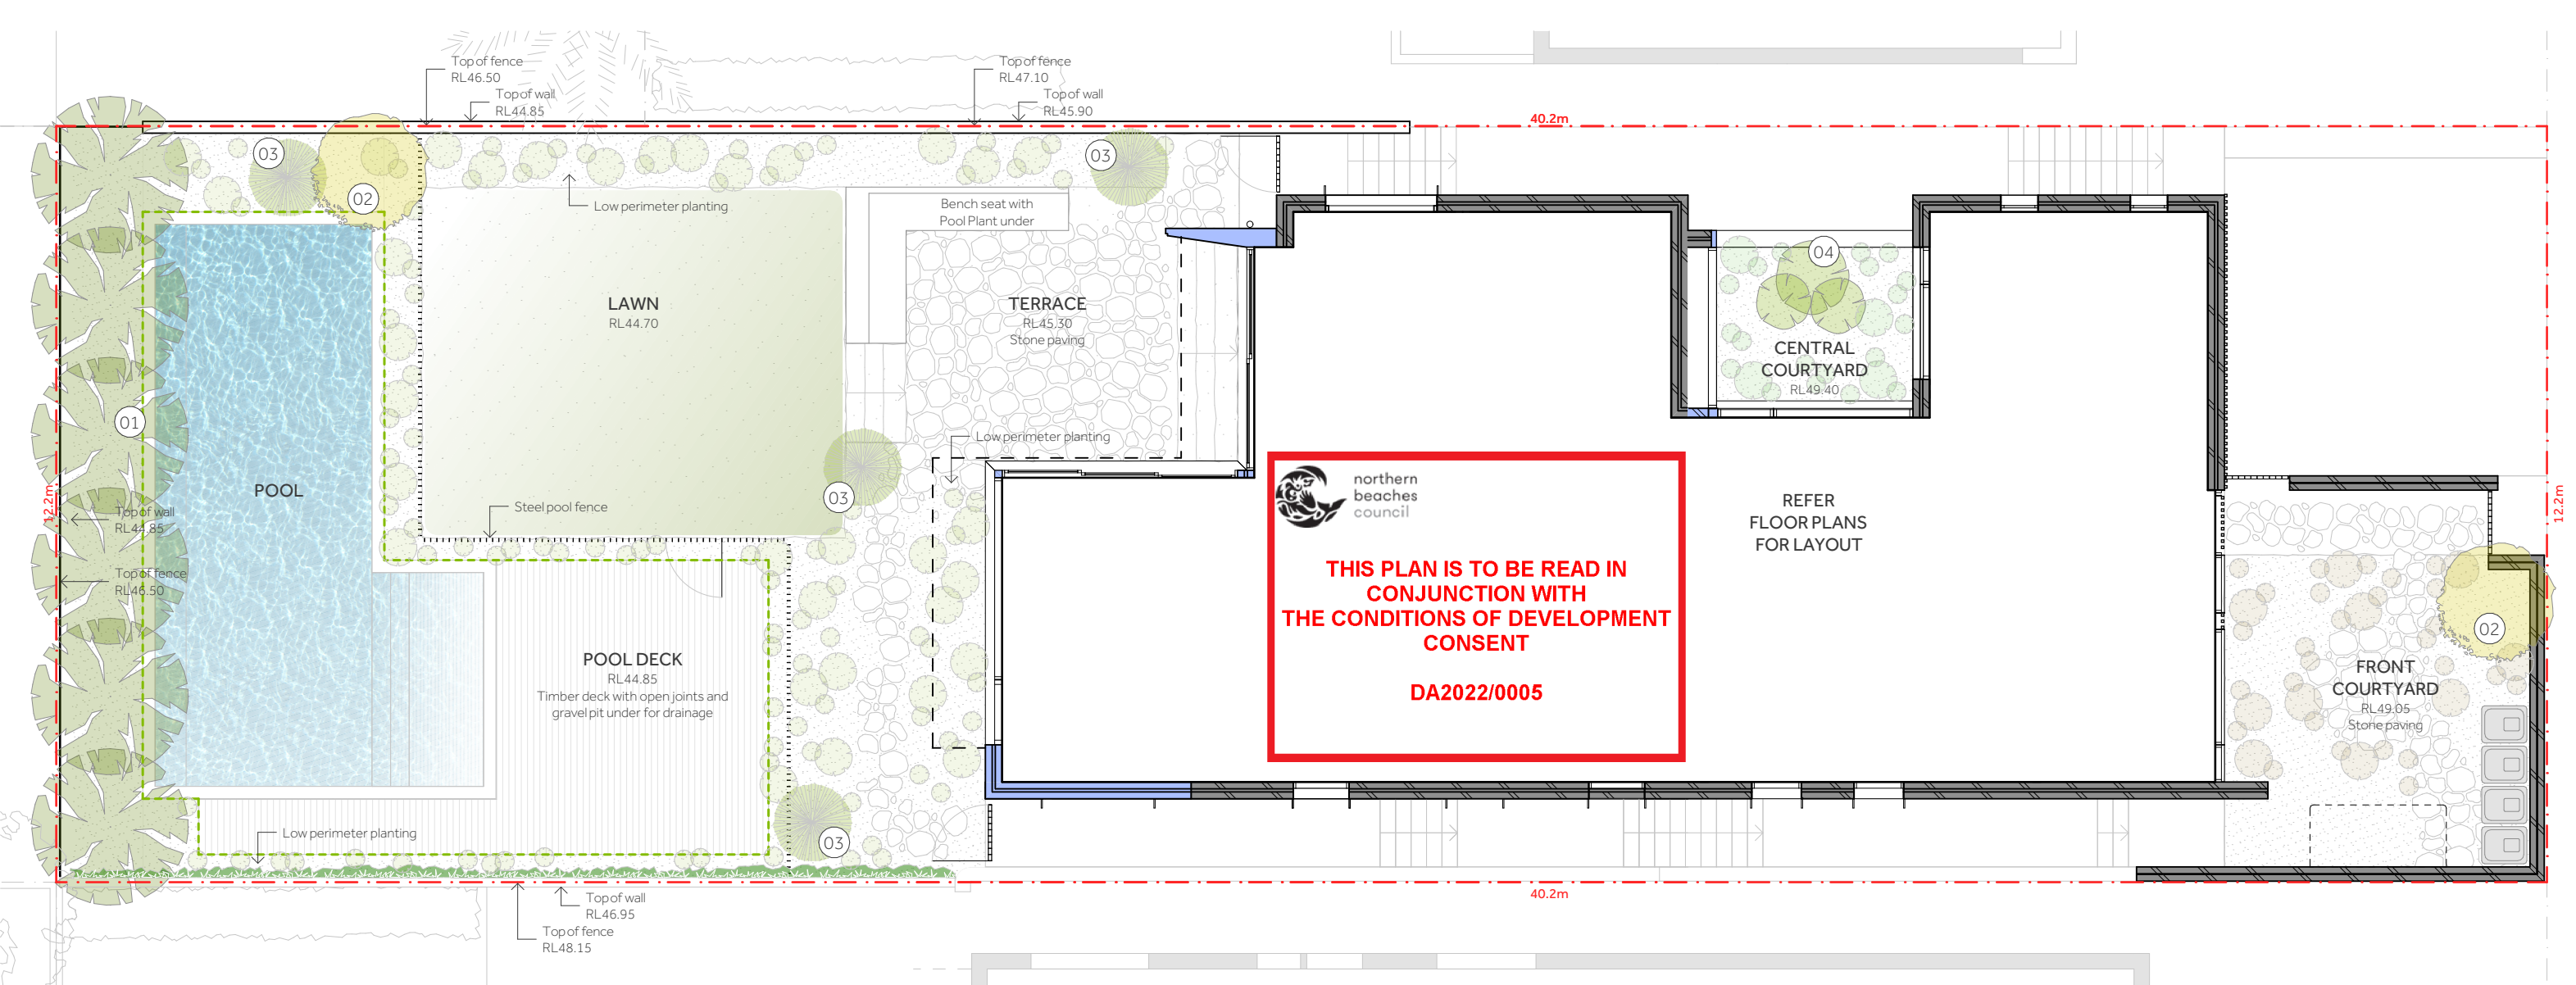 Top of fence
RL46.50
Top of wall
RL44.85
Top of fence
RL47.10
Top of wall
RL45.90
40.2m
03
02
03
Low perimeter planting
Bench seat with
Pool Plant under
LAWN
RL44.70
TERRACE
RL45.30
Stone paving
04
CENTRAL
COURTYARD
RL49.40
01
Low perimeter planting
POOL
12.2m
Top of wall
RL44.85
Top of fence
RL46.50
Steel pool fence
03
northern
beaches
council
THIS PLAN IS TO BE READ IN
CONJUNCTION WITH
THE CONDITIONS OF DEVELOPMENT
CONSENT
DA2022/0005
REFER
FLOOR PLANS
FOR LAYOUT
12.2m
02
POOL DECK
RL44.85
Timber deck with open joints and
gravel pit under for drainage
FRONT
COURTYARD
RL49.05
Stone paving
Low perimeter planting
03
Top of wall
RL46.95
Top of fence
RL48.15
40.2m